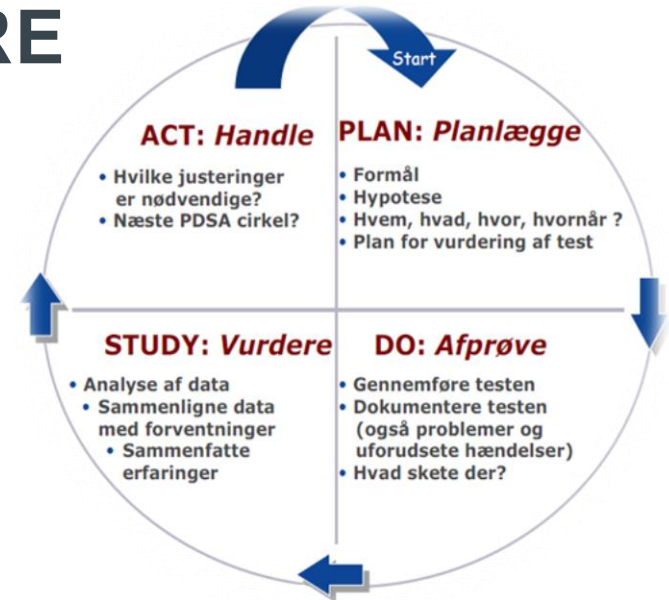 RE
Start
ACT: Handle
• Hvilke justeringer
er nødvendige?
• Næste PDSA cirkel?
PLAN: Planlægge
• Formål
• Hypotese
• Hvem, hvad, hvor, hvornår ?
• Plan for vurdering af test
DO: Afprøve
• Gennemføre testen
• Dokumentere testen
(også problemer og
uforudsete hændelser)
• Hvad skete der?
STUDY: Vurdere
• Analyse af data
• Sammenligne data
med forventninger
• Sammenfatte
erfaringer